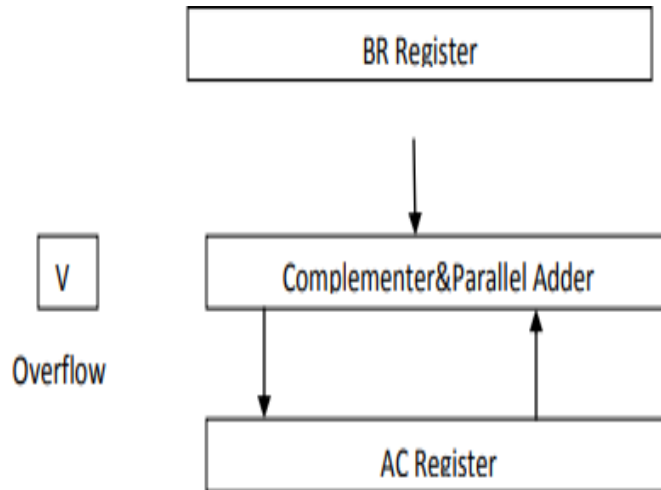 BR Register
V
Complementer&Parallel Adder
Overflow
AC Register